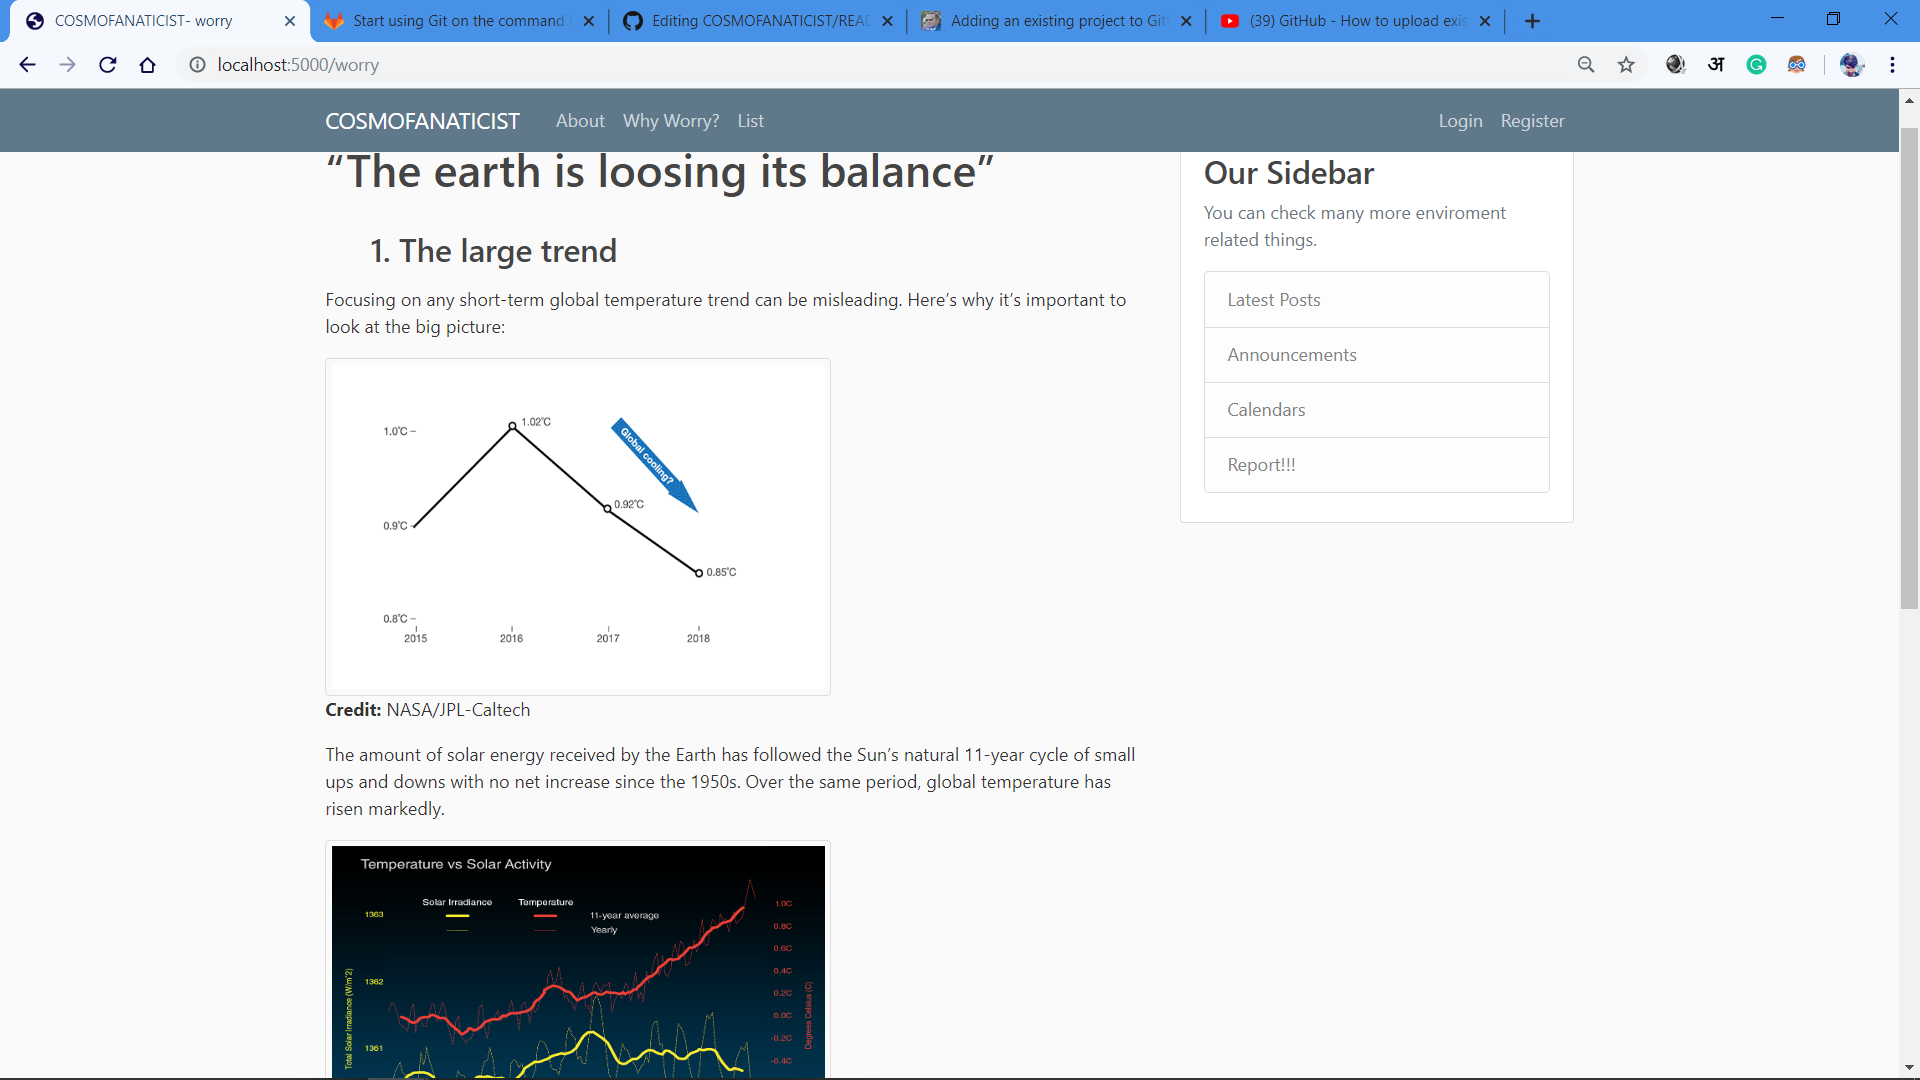 COSMOFANATICIST- worry
Start using Git on the command
Editing COSMOFANATICIST/READ
Adding an existing project to Git
(39) GitHub - How to upload exis
localhost:5000/worry
अ
COSMOFANATICIST About Why Worry? List Login Register
“The earth is loosing its balance”
1. The large trend
Focusing on any short-term global temperature trend can be misleading. Here’s why it’s important to
look at the big picture:
1.0°C
0.9°C
0.8°C
1.02°C
0.92°C
0.85°C
Global cooling?
2015 2016 2017 2018
Credit: NASA/JPL-Caltech
The amount of solar energy received by the Earth has followed the Sun’s natural 11-year cycle of small
ups and downs with no net increase since the 1950s. Over the same period, global temperature has
risen markedly.
Temperature vs Solar Activity
Solar Irradiance Temperature
11-year average
Yearly
1363
1362
1361
Total Solar Irradiance (W/m^2)
1.0C
0.8C
0.6C
0.4C
0.2C
0.0C
-0.2C
-0.4C
Degrees Celsius (C)
Our Sidebar
You can check many more enviroment
related things.
Latest Posts
Announcements
Calendars
Report!!!